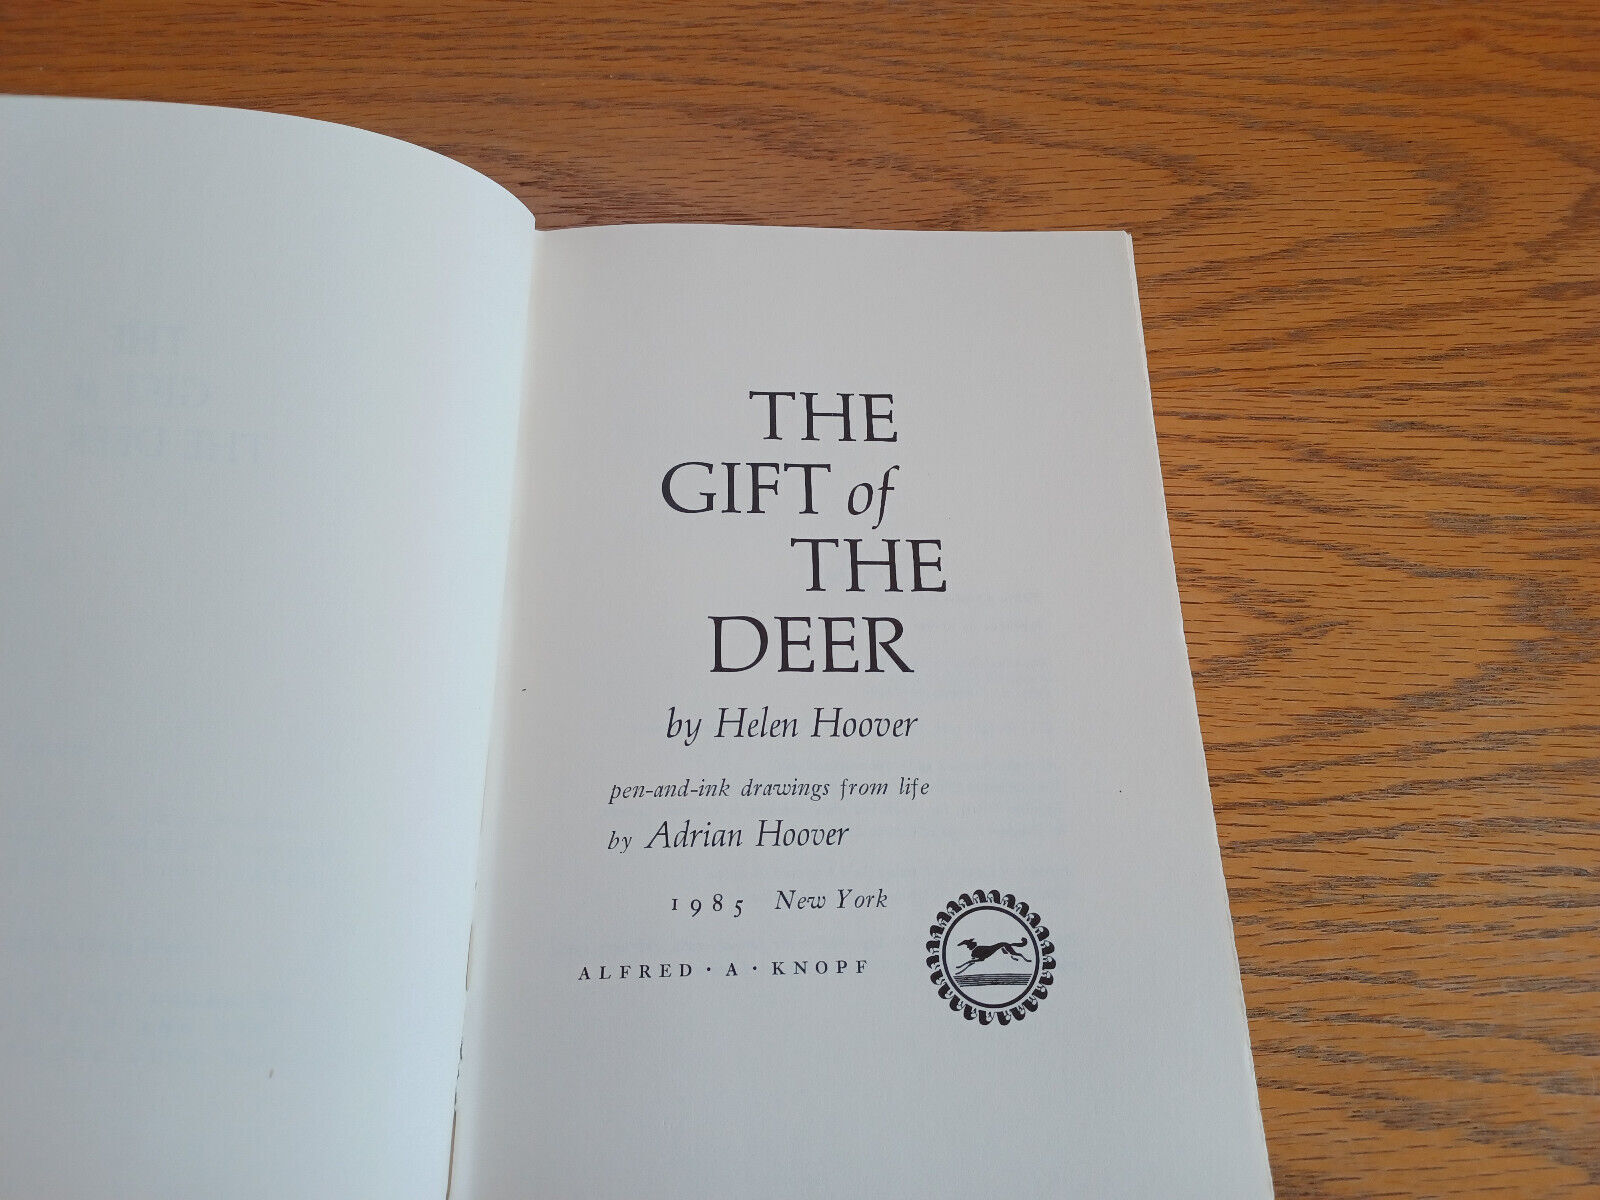 THE
GIFT of
THE
DEER
by Helen Hoover
pen-and-ink drawings from life
by Adrian Hoover
1985 New York
ALFRED · A · KNOPF